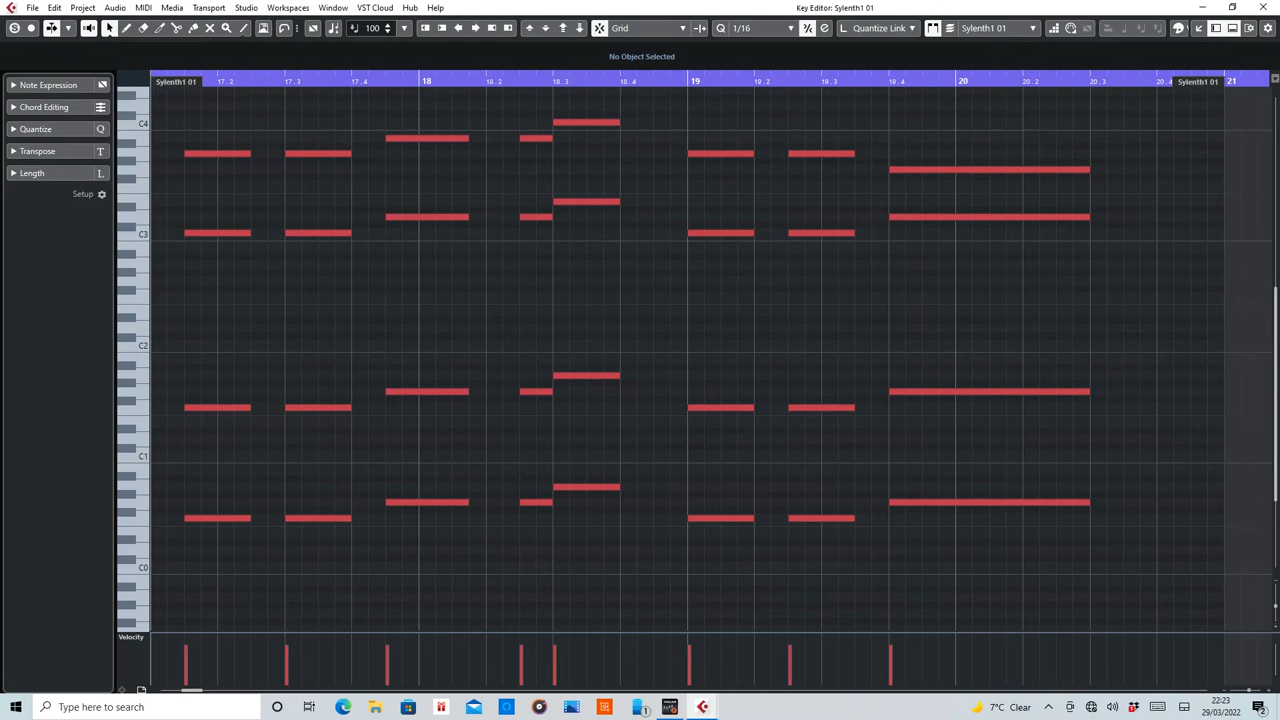 File Edit Project Audio MIDI Media Transport Studio Workspaces Window VST Cloud Hub Help
Key Editor: Sylenth1 01
S 100 Grid Q 1/16 Quantize Link Sylenth1 01
No Object Selected
Sylenth1 01 17.2 17.3 17.4 18 18.2 18.3 18.4 19 19.2 19.3 19.4 20 20.2 20.3 20.4 Sylenth1 01 21
Note Expression
Chord Editing
Quantize Q
Transpose T
Length L
Setup
C4
C3
C2
C1
C0
Velocity
Type here to search
7°C Clear
22:23
29/03/2022